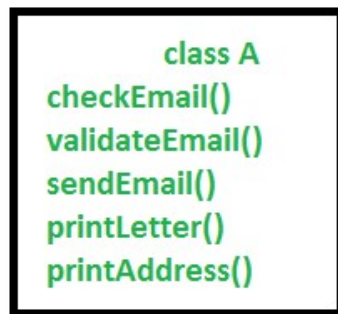 class A
checkEmail()
validateEmail()
sendEmail()
printLetter()
printAddress()